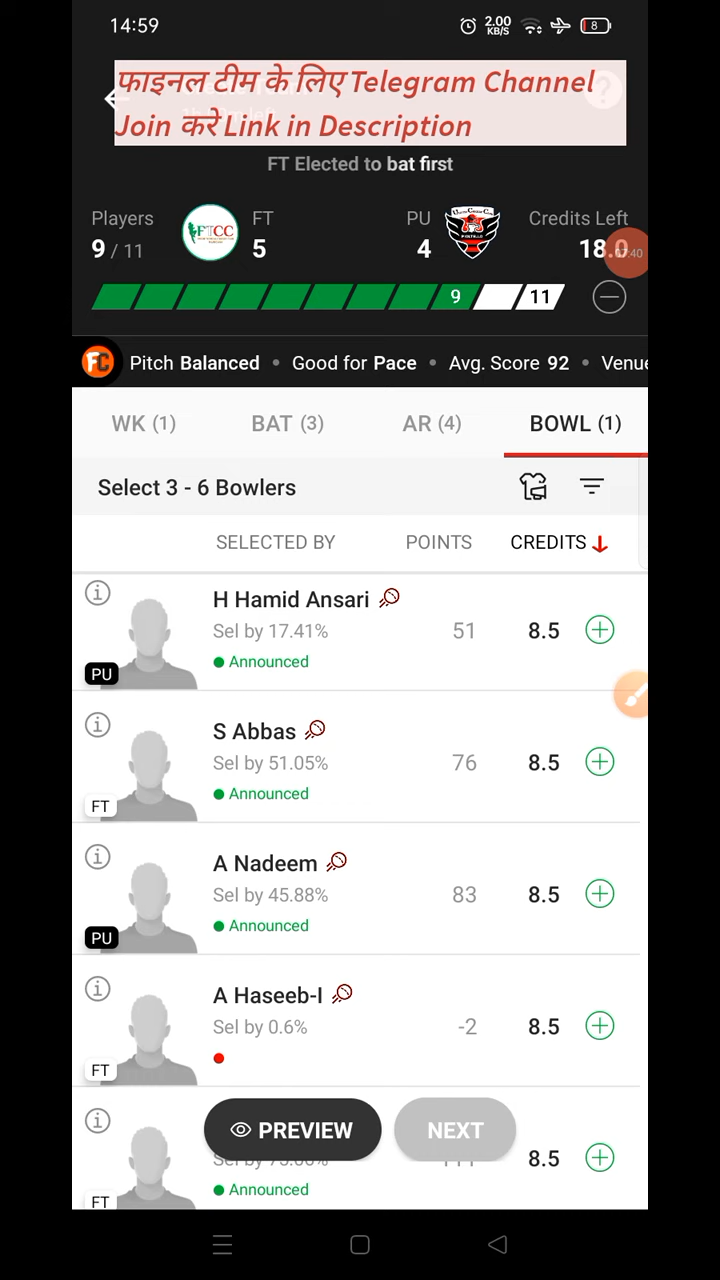 14:59
2.00 KB/S
8
फाइनल टीम के लिए Telegram Channel
Join करें Link in Description
FT Elected to bat first
Players
9 / 11
FTCC
FT
5
PU
4
Credits Left
18.0
07:40
9
11
FC
Pitch Balanced • Good for Pace • Avg. Score 92 • Venue
WK (1)
BAT (3)
AR (4)
BOWL (1)
Select 3 - 6 Bowlers
SELECTED BY
POINTS
CREDITS
H Hamid Ansari
Sel by 17.41%
51
8.5
Announced
PU
S Abbas
Sel by 51.05%
76
8.5
Announced
FT
A Nadeem
Sel by 45.88%
83
8.5
Announced
PU
A Haseeb-I
Sel by 0.6%
-2
8.5
FT
PREVIEW
NEXT
8.5
Announced
FT